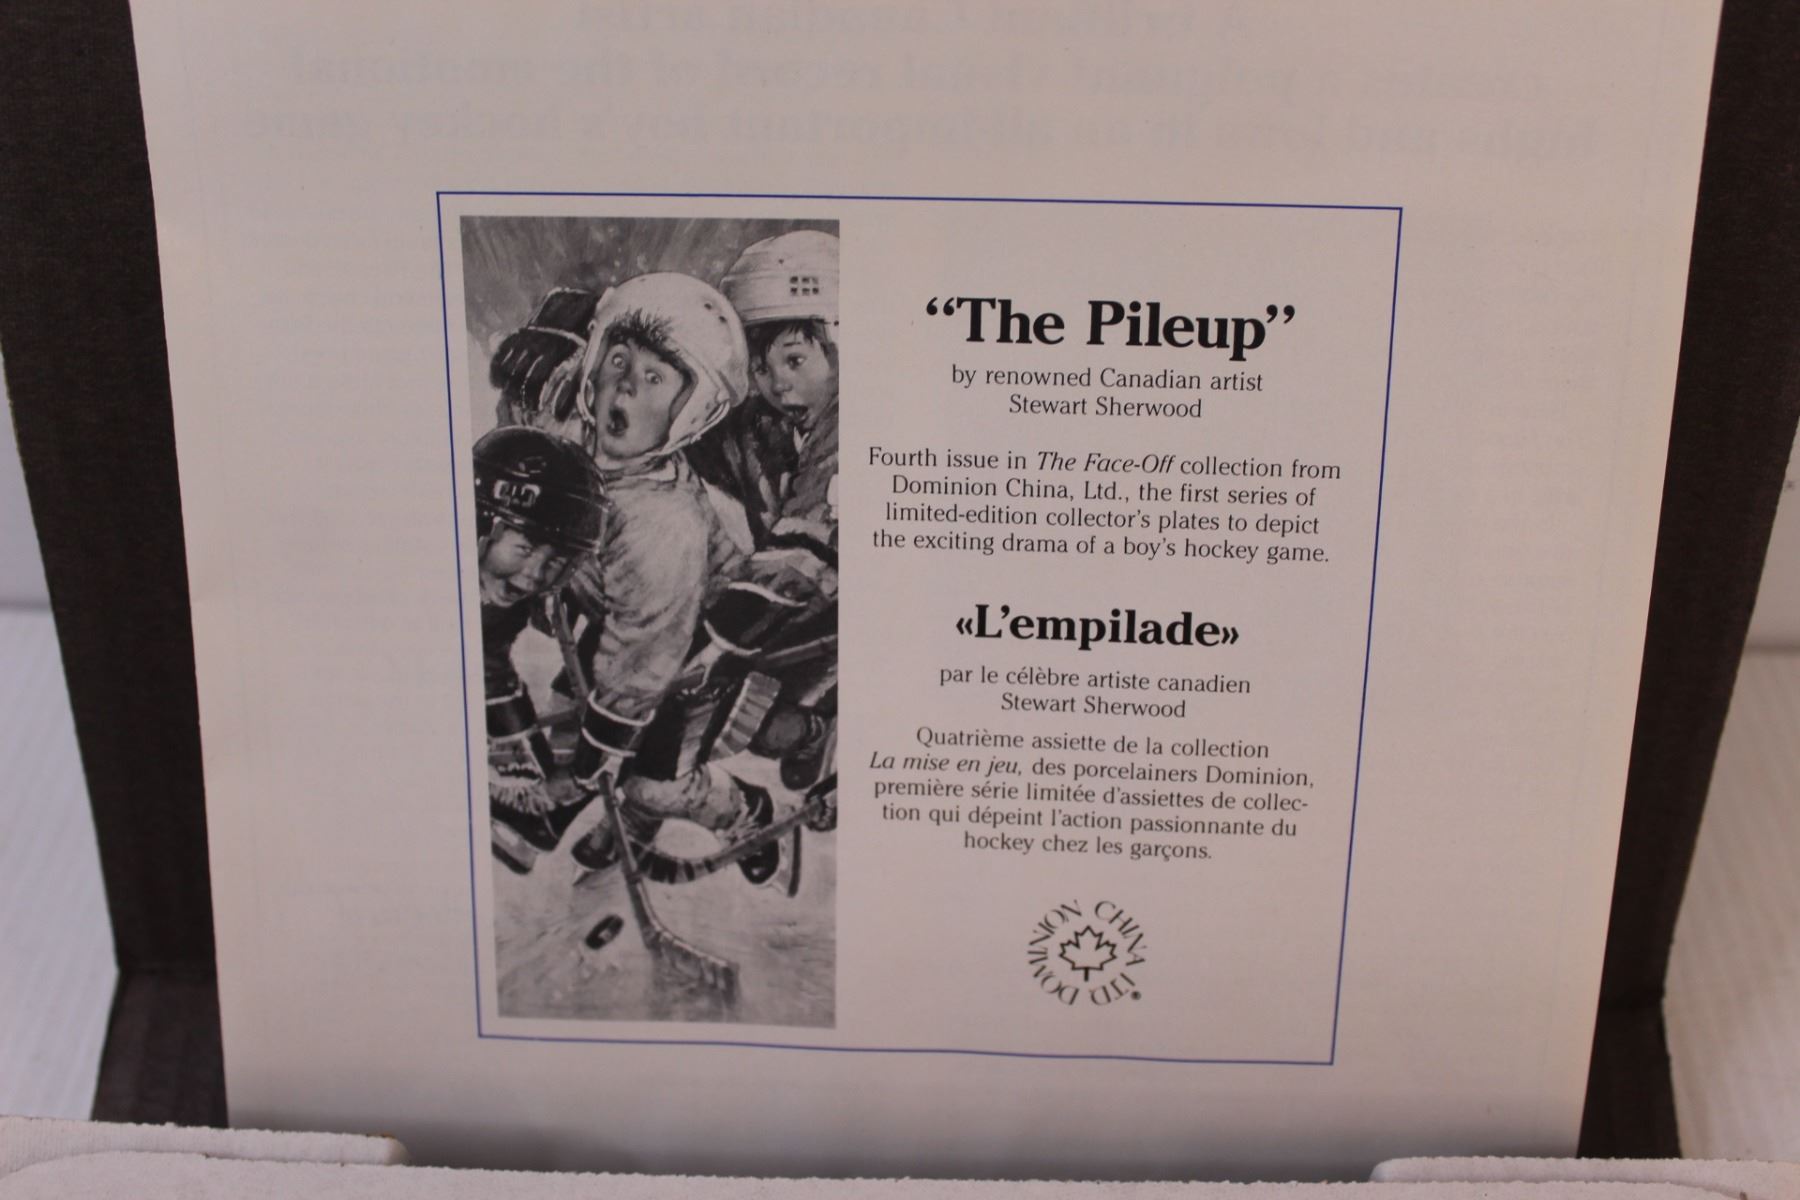 “The Pileup”
by renowned Canadian artist
Stewart Sherwood
Fourth issue in The Face-Off collection from
Dominion China, Ltd., the first series of
limited-edition collector’s plates to depict
the exciting drama of a boy’s hockey game.
«L’empilade»
par le célèbre artiste canadien
Stewart Sherwood
Quatrième assiette de la collection
La mise en jeu, des porcelainers Dominion,
première série limitée d’assiettes de collec-
tion qui dépeint l’action passionnante du
hockey chez les garçons.
DOMINION CHINA LTD.®